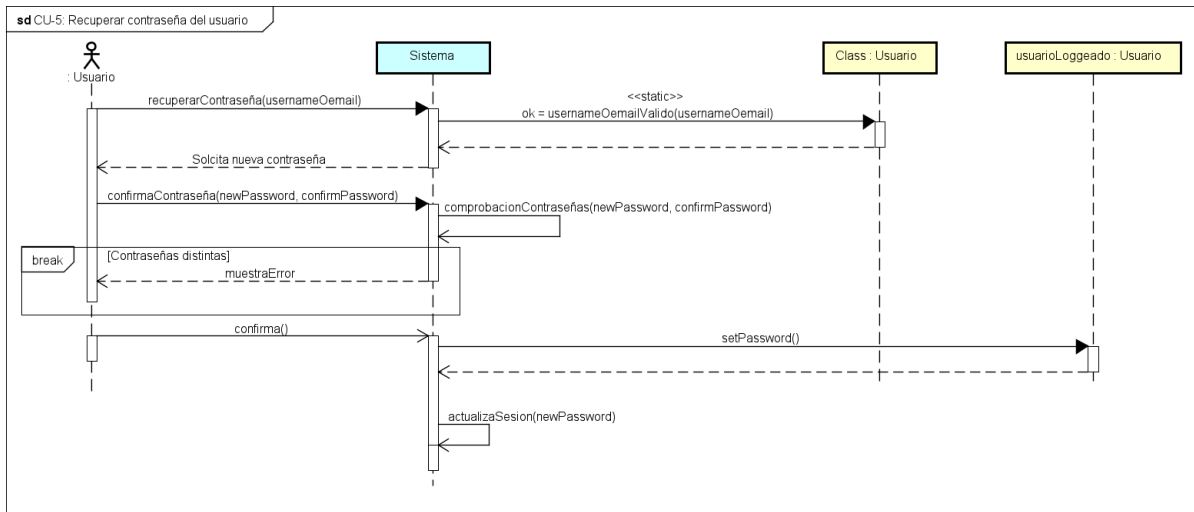 sd CU-5: Recuperar contraseña del usuario
: Usuario
Sistema
Class : Usuario
usuarioLoggeado : Usuario
recuperarContraseña(usernameOemail)
<<static>>
ok = usernameOemailValido(usernameOemail)
Solcita nueva contraseña
confirmaContraseña(newPassword, confirmPassword)
comprobacionContraseñas(newPassword, confirmPassword)
break
[Contraseñas distintas]
muestraError
confirma()
setPassword()
actualizaSesion(newPassword)